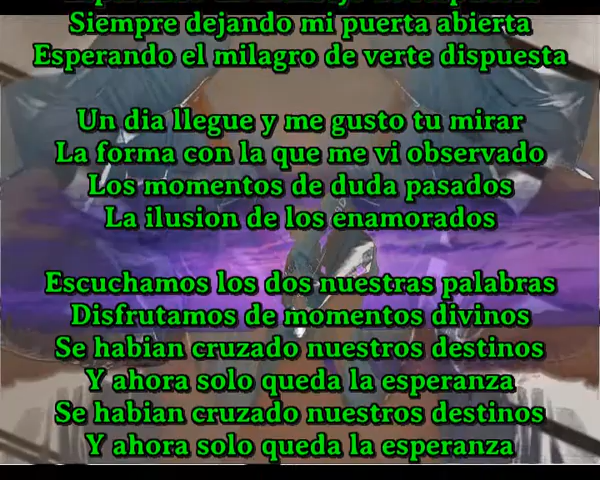 Siempre dejando mi puerta abierta
Esperando el milagro de verte dispuesta
Un dia llegue y me gusto tu mirar
La forma con la que me vi observado
Los momentos de duda pasados
La ilusion de los enamorados
Escuchamos los dos nuestras palabras
Disfrutamos de momentos divinos
Se habian cruzado nuestros destinos
Y ahora solo queda la esperanza
Se habian cruzado nuestros destinos
Y ahora solo queda la esperanza